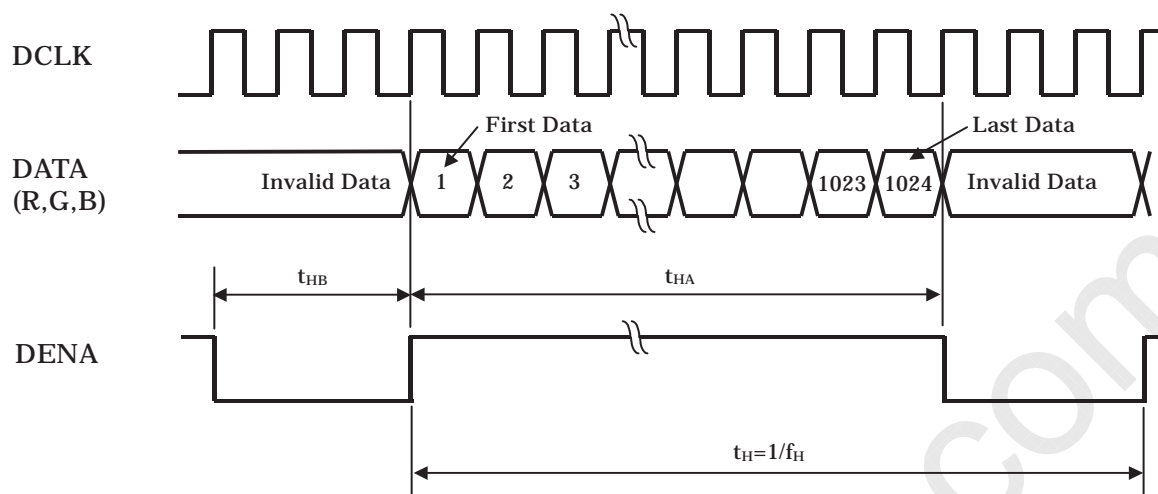 DCLK
First Data
Last Data
DATA
(R,G,B)
Invalid Data
1
2
3
1023
1024
Invalid Data
tHB
tHA
DENA
tH=1/fH
com